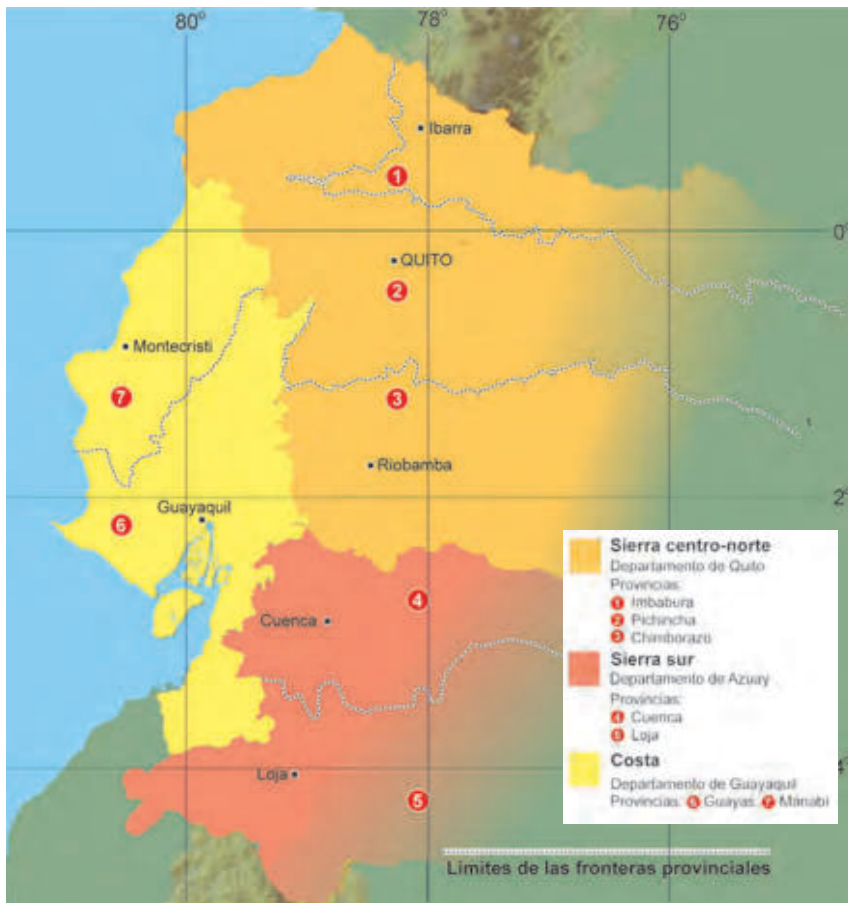 80°
78°
76°
Ibarra
1
0°
QUITO
2
Montecristi
7
3
Riobamba
2°
Guayaquil
6
Sierra centro-norte
Departamento de Quito
Provincias:
1 Imbabura
2 Pichincha
3 Chimborazo
4
Cuenca
Sierra sur
Departamento de Azuay
Provincias:
4 Cuenca
5 Loja
Costa
Departamento de Guayaquil
Provincias: 6 Guayas. 7 Manabí
4°
Loja
5
Límites de las fronteras provinciales
1